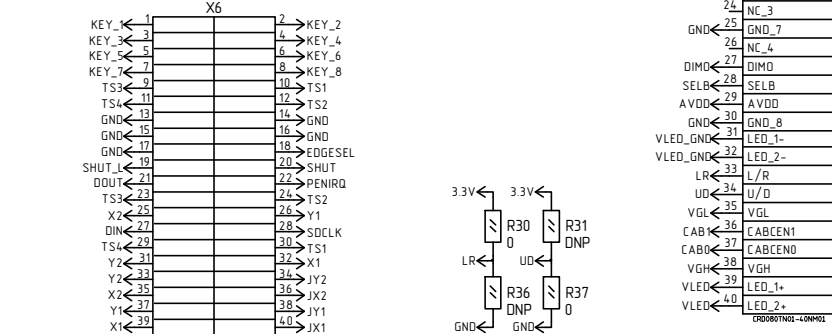 X6
KEY_1 1 2 KEY_2
KEY_3 3 4 KEY_4
KEY_5 5 6 KEY_6
KEY_7 7 8 KEY_8
TS3 9 10 TS1
TS4 11 12 TS2
GND 13 14 GND
GND 15 16 GND
GND 17 18 EDGESEL
SHUT_L 19 20 SHUT
DOUT 21 22 PENIRQ
TS3 23 24 TS2
X2 25 26 Y1
DIN 27 28 SDCLK
TS4 29 30 TS1
Y2 31 32 X1
Y2 33 34 JY2
X2 35 36 JX2
Y1 37 38 JY1
X1 39 40 JX1
3.3V 3.3V
R30 R31
0 DNP
LR UD
R36 R37
DNP 0
GND GND
24 NC_3
GND 25 GND_7
26 NC_4
DIMO 27 DIMO
SELB 28 SELB
AVDD 29 AVDD
GND 30 GND_8
VLED_GND 31 LED_1-
VLED_GND 32 LED_2-
LR 33 L/R
UD 34 U/D
VGL 35 VGL
CAB1 36 CABCEN1
CAB0 37 CABCEN0
VGH 38 VGH
VLED 39 LED_1+
VLED 40 LED_2+
CRD080TN01-40NM01